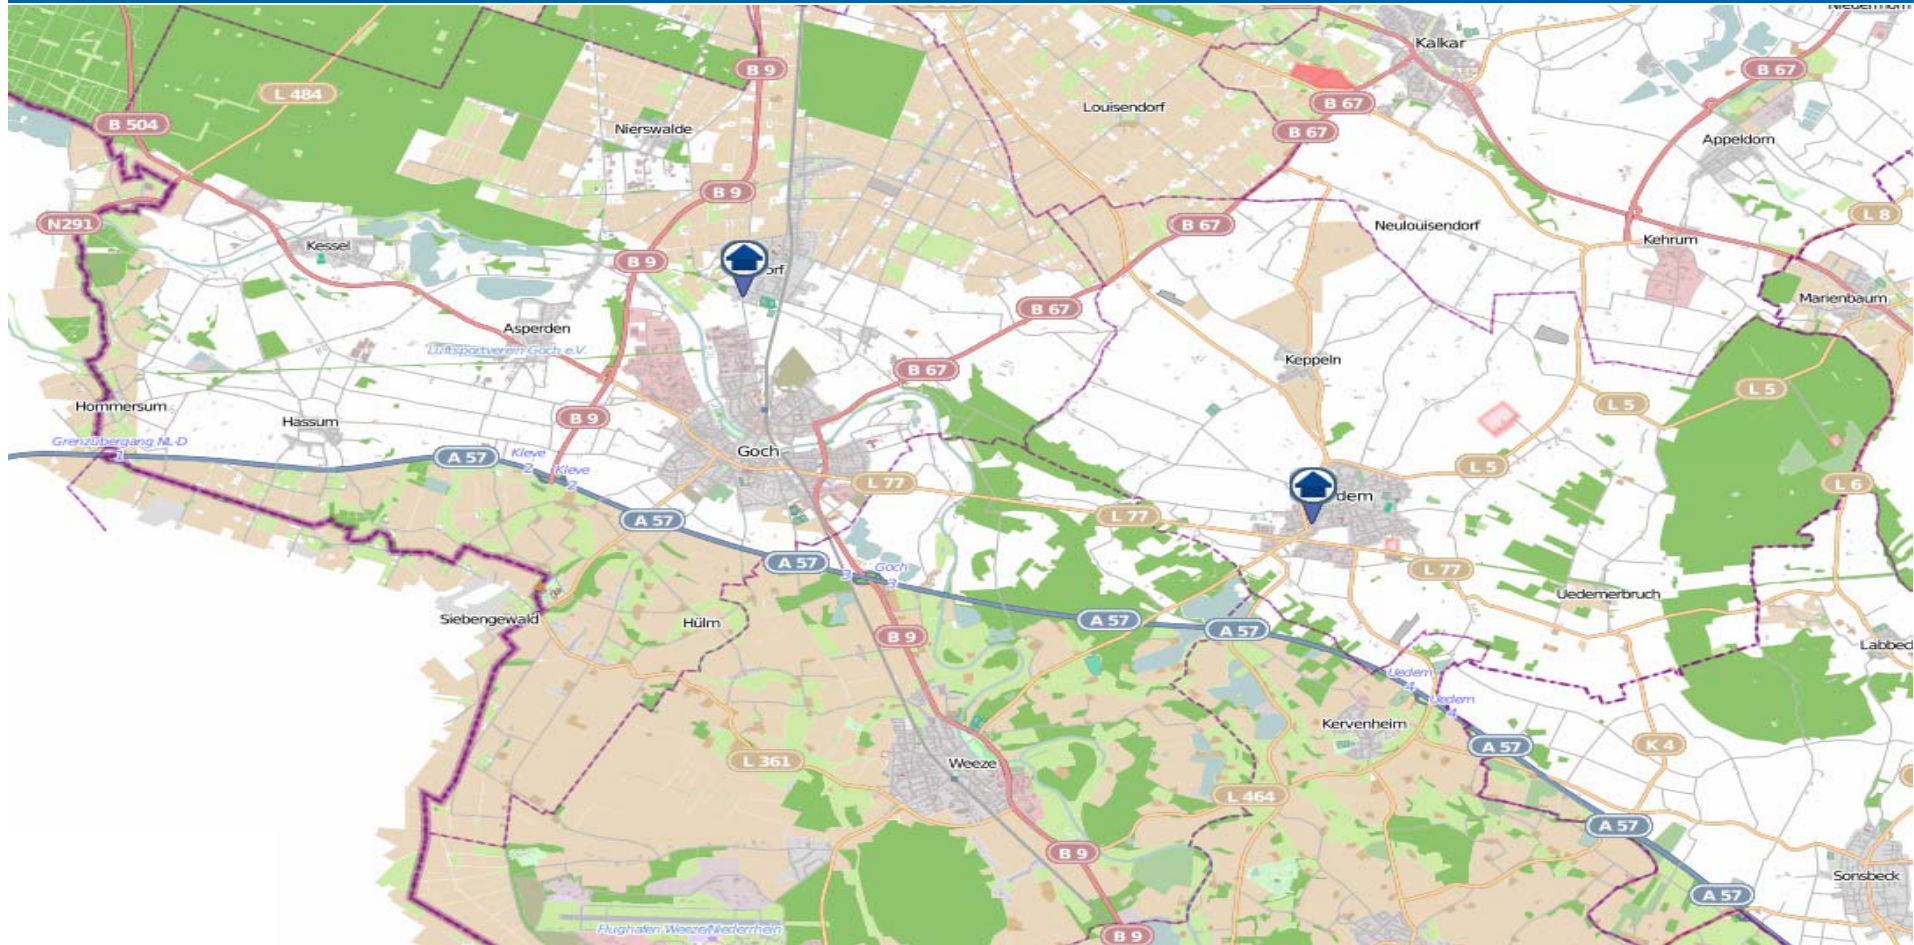 B 9
Kalkar
B 67
L 484
Louisendorf
B 67
B 504
Nierswalde
B 67
Appeldorn
B 9
L 8
N291
B 67
Neulouisendorf
Kehrum
Kessel
B 9
orf
Marienbaum
B 67
Asperden
Luftsportverein Goch e.V.
Keppeln
B 67
L 5
L 5
Hommersum
B 9
Hassum
Grenzübergang NL-D
1
A 57
Kleve
2
Kleve
2
Goch
L 5
L 77
L 6
dem
L 77
A 57
A 57
Goch
3
3
L 77
Uedemerbruch
Siebengewald
Hülm
A 57
A 57
B 9
Labbec
Uedem
4
Uedem
4
Kervenheim
A 57
K 4
L 361
Weeze
L 464
A 57
B 9
Sonsbeck
A 57
Flughafen Weeze/Niederrhein
B 9